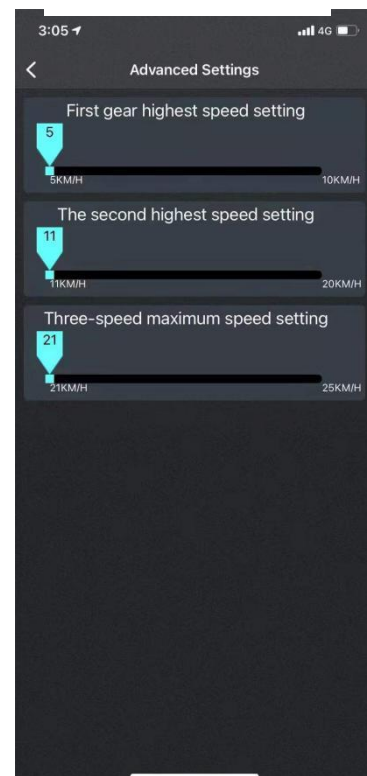 3:05
4G
Advanced Settings
First gear highest speed setting
5
5KM/H
10KM/H
The second highest speed setting
11
11KM/H
20KM/H
Three-speed maximum speed setting
21
21KM/H
25KM/H